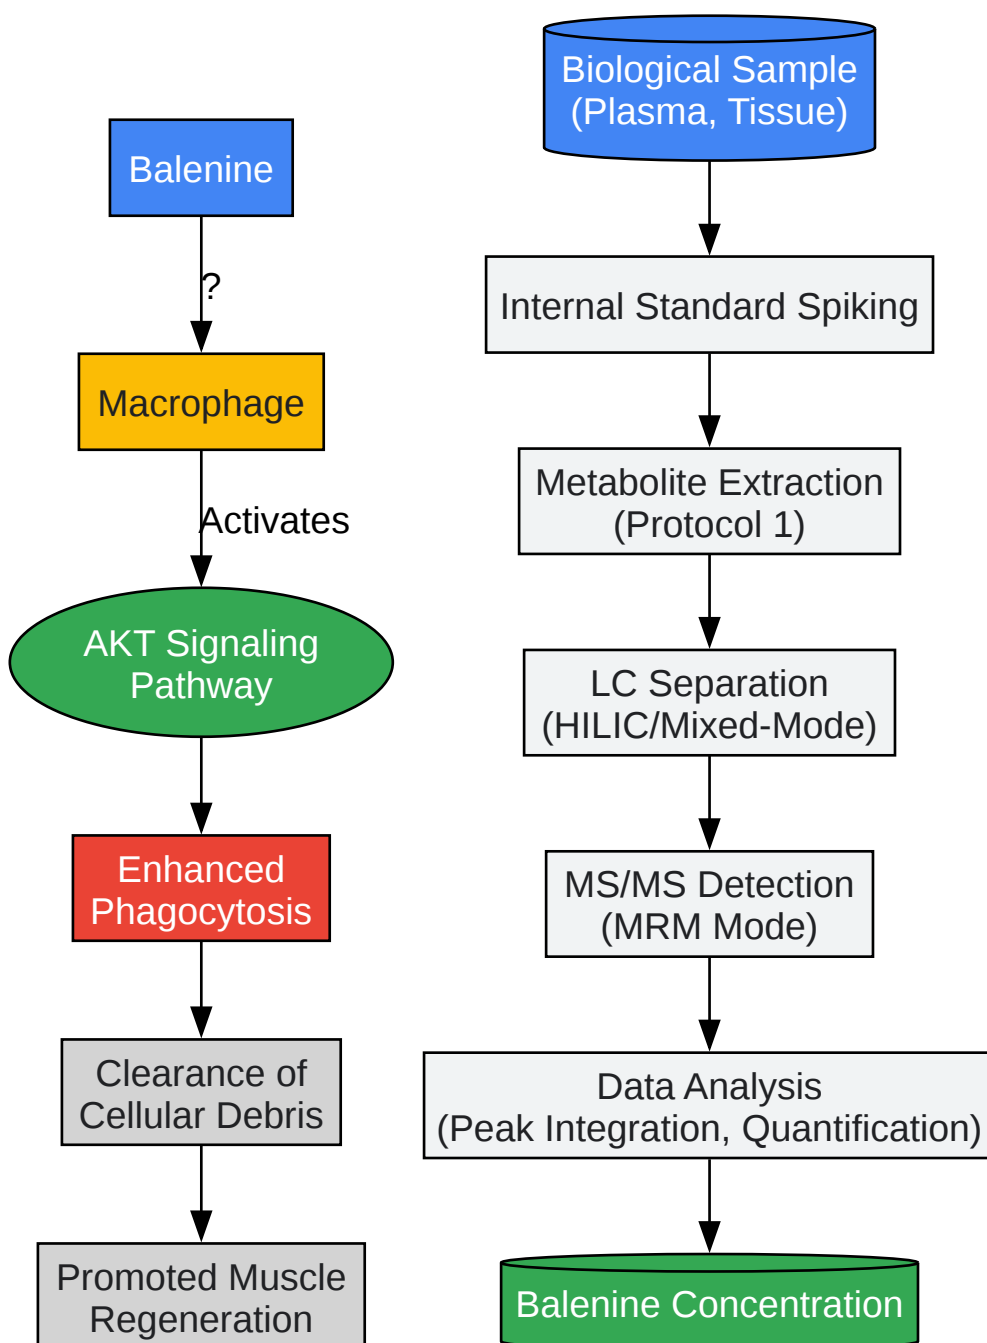 Balenine
?
Macrophage
Activates
AKT Signaling
Pathway
Enhanced
Phagocytosis
Clearance of
Cellular Debris
Promoted Muscle
Regeneration
Biological Sample
(Plasma, Tissue)
Internal Standard Spiking
Metabolite Extraction
(Protocol 1)
LC Separation
(HILIC/Mixed-Mode)
MS/MS Detection
(MRM Mode)
Data Analysis
(Peak Integration, Quantification)
Balenine Concentration